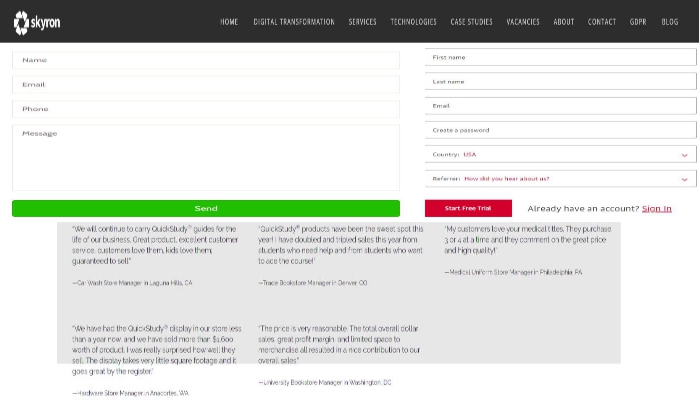 skyron
HOME DIGITAL TRANSFORMATION SERVICES TECHNOLOGIES CASE STUDIES VACANCIES ABOUT CONTACT GDPR BLOG
Name
Email
Phone
Message
Send
First name
Last name
Email
Create a password
Country: USA
Referrer: How did you hear about us?
Start Free Trial
Already have an account? Sign In
"We will continue to carry QuickStudy® guides for the
life of our business. Great product, excellent customer
service, customers love them, kids love them;
guaranteed to sell"
—Car Wash Store Manager in Laguna Hills, CA
"QuickStudy® products have been the sweet spot this
year! I have doubled and tripled sales this year from
students who need help and from students who want
to ace the course!"
—Trade Bookstore Manager in Denver CO
"My customers love your medical titles. They purchase
3 or 4 at a time and they comment on the great price
and high quality!"
—Medical Uniform Store Manager in Philadelphia, PA
"We have had the QuickStudy® display in our store less
than a year now, and we have sold more than $1,600
worth of product. I was really surprised how well they
sell. The display takes very little square footage and it
goes great by the register."
—Hardware Store Manager in Anacortes, WA
"The price is very reasonable. The total overall dollar
sales, great profit margin, and limited space to
merchandise all resulted in a nice contribution to our
overall sales"
—University Bookstore Manager in Washington, DC